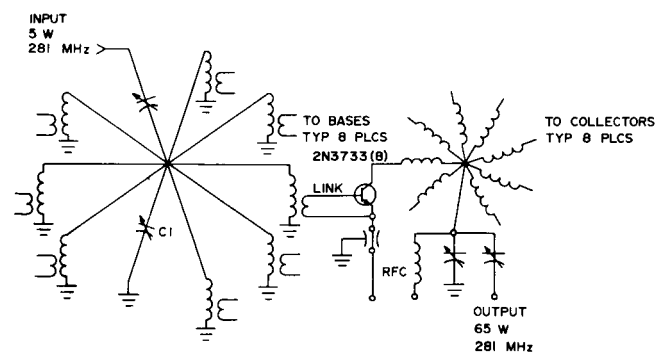 INPUT
5 W
281 MHz
TO BASES
TYP 8 PLCS
2N3733(8)
TO COLLECTORS
TYP 8 PLCS
LINK
C1
RFC
OUTPUT
65 W
281 MHz